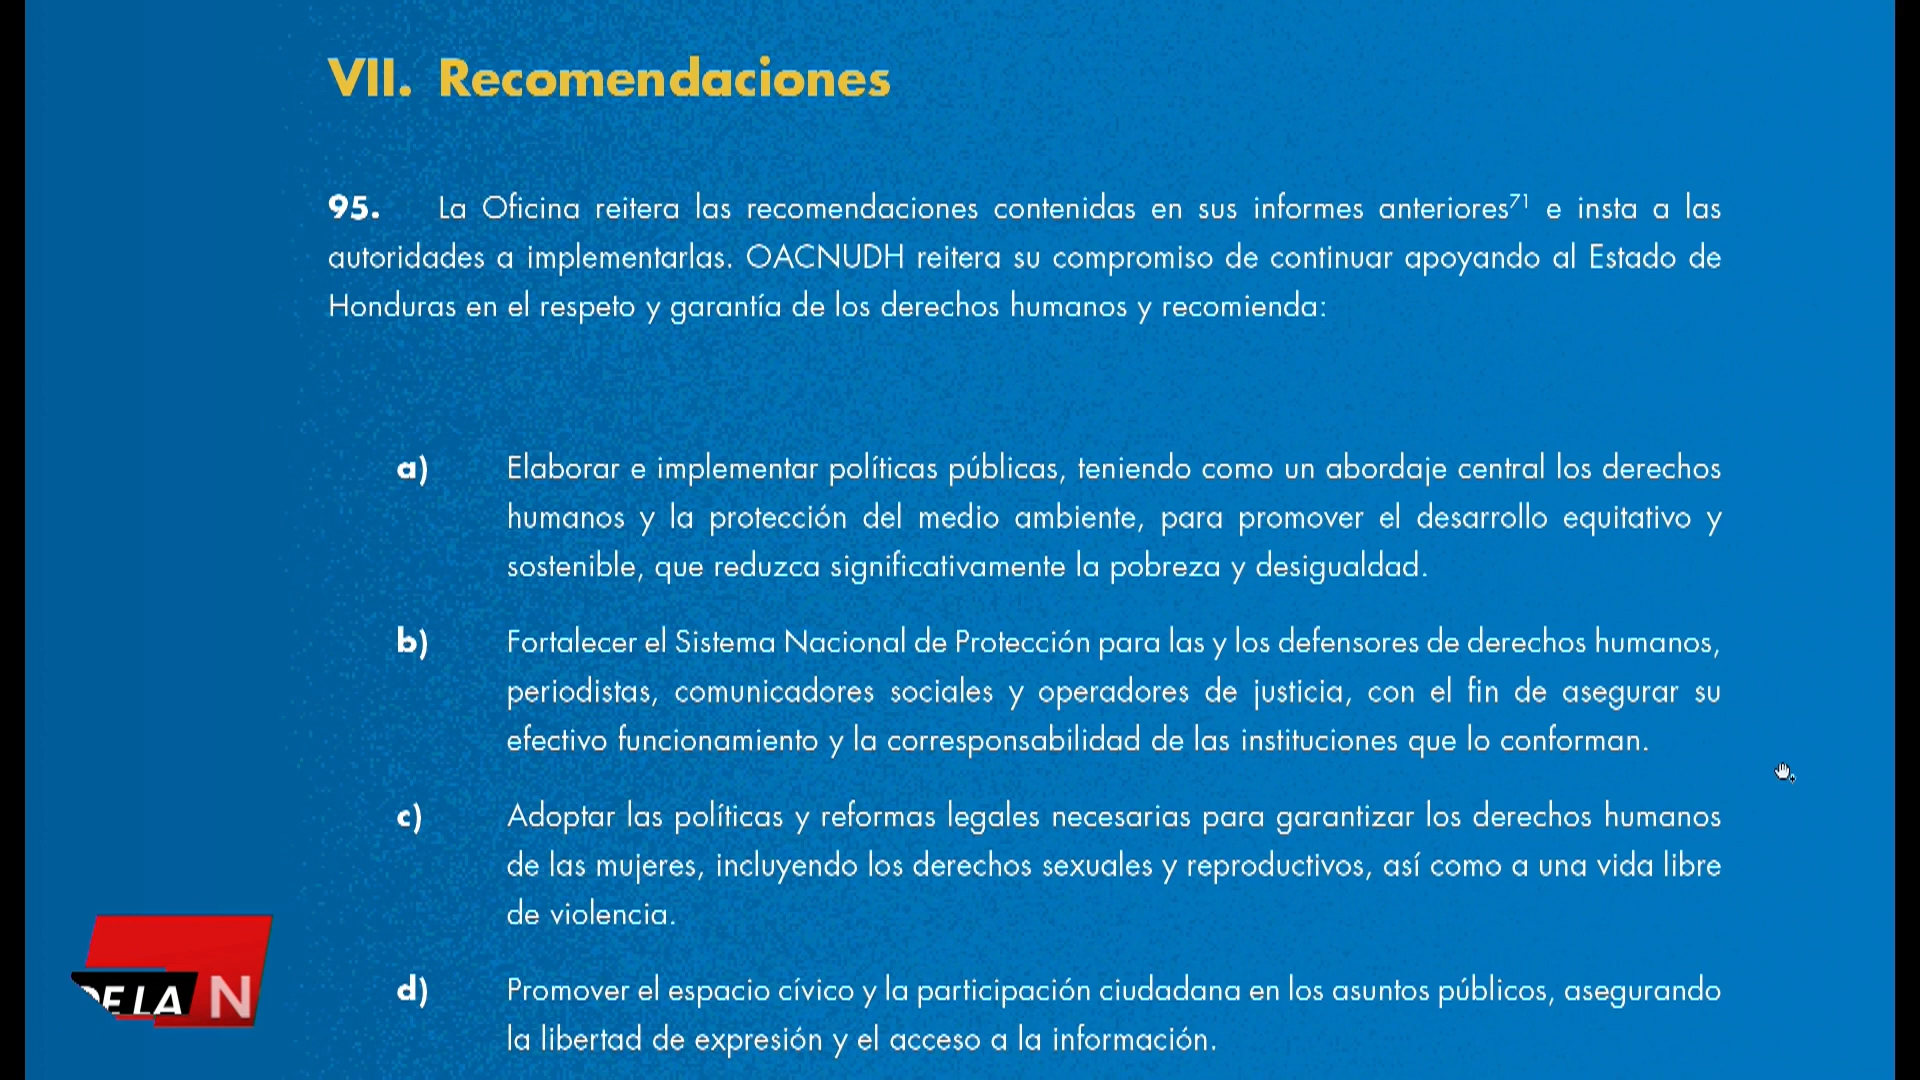 VII. Recomendaciones
95. La Oficina reitera las recomendaciones contenidas en sus informes anteriores71 e insta a las
autoridades a implementarlas. OACNUDH reitera su compromiso de continuar apoyando al Estado de
Honduras en el respeto y garantía de los derechos humanos y recomienda:
a) Elaborar e implementar políticas públicas, teniendo como un abordaje central los derechos
humanos y la protección del medio ambiente, para promover el desarrollo equitativo y
sostenible, que reduzca significativamente la pobreza y desigualdad.
b) Fortalecer el Sistema Nacional de Protección para las y los defensores de derechos humanos,
periodistas, comunicadores sociales y operadores de justicia, con el fin de asegurar su
efectivo funcionamiento y la corresponsabilidad de las instituciones que lo conforman.
c) Adoptar las políticas y reformas legales necesarias para garantizar los derechos humanos
de las mujeres, incluyendo los derechos sexuales y reproductivos, así como a una vida libre
de violencia.
d) Promover el espacio cívico y la participación ciudadana en los asuntos públicos, asegurando
la libertad de expresión y el acceso a la información.
DE LA N